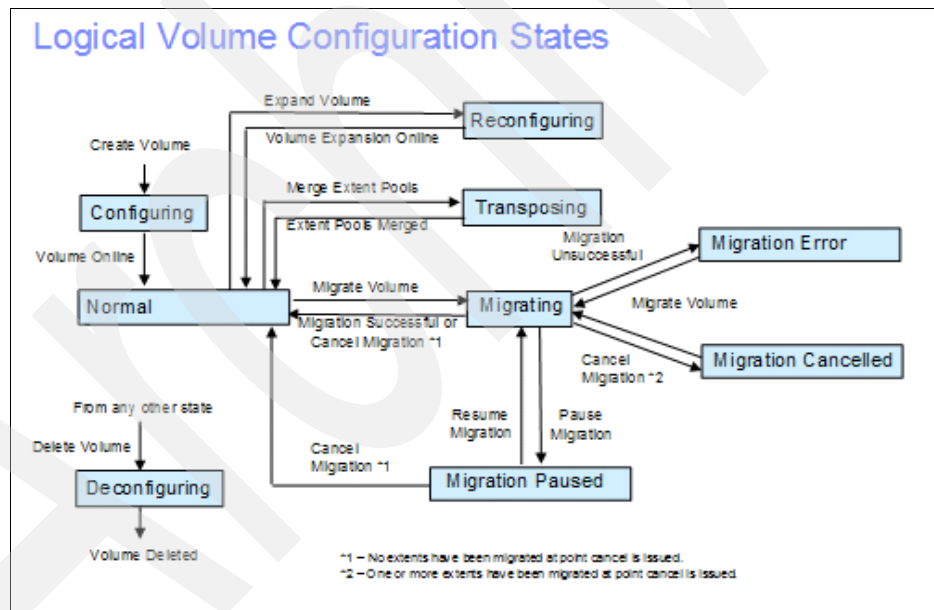 Logical Volume Configuration States
Expand Volume
Reconfiguring
Volume Expansion Online
Create Volume
Merge Extent Pools
Configuring
Transposing
Extent Pools Merged
Migration
Unsuccessful
Migration Error
Volume Online
Migrate Volume
Normal
Migrating
Migrate Volume
Migration Successful or
Cancel Migration *1
Migration Cancelled
Cancel
Migration *2
From any other state
Resume
Migration
Pause
Migration
Delete Volume
Cancel
Migration *1
Deconfiguring
Migration Paused
Volume Deleted
*1 – No extents have been migrated at point cancel is issued.
*2 – One or more extents have been migrated at point cancel is issued.